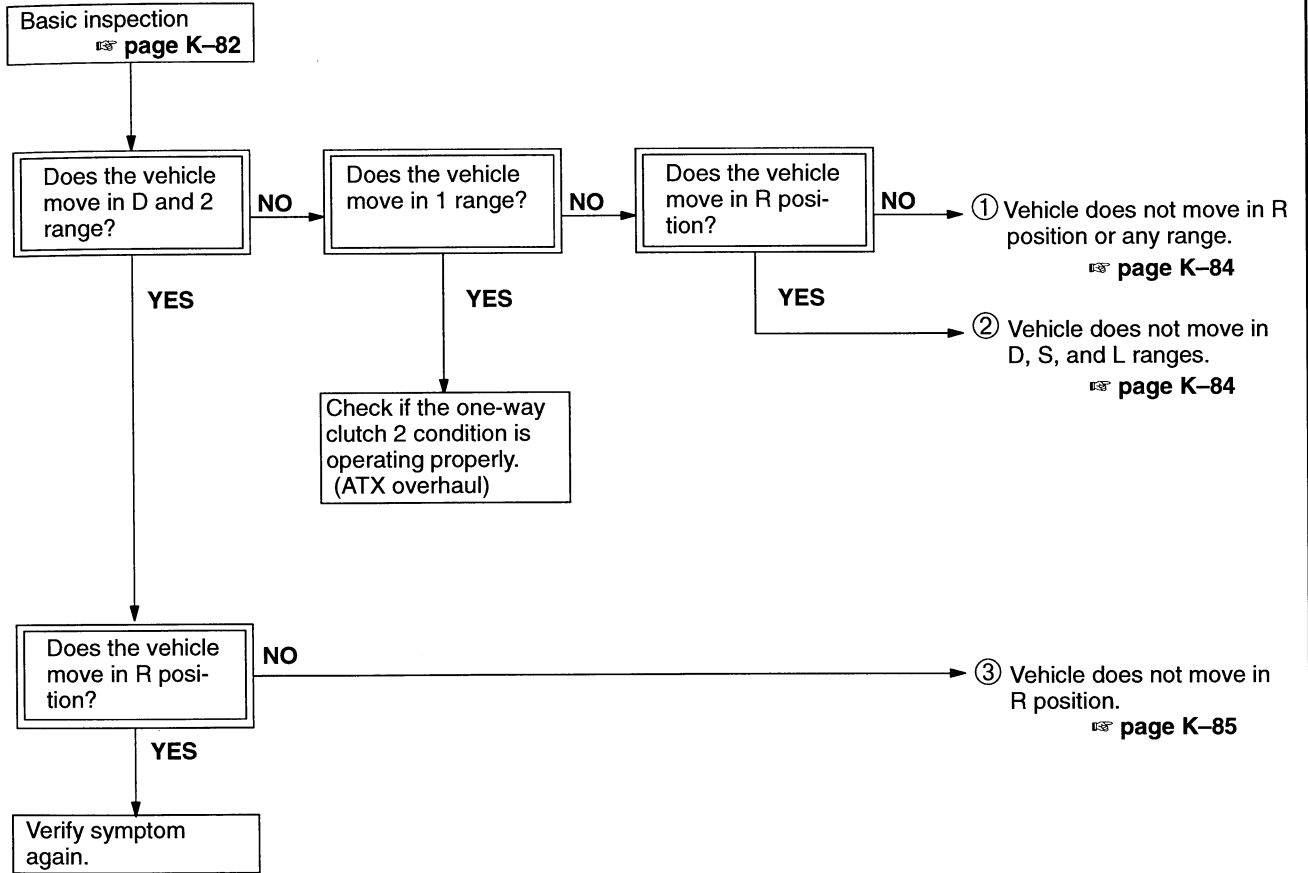 Basic inspection
☞ page K–82
Does the vehicle
move in D and 2
range?
NO
Does the vehicle
move in 1 range?
NO
Does the vehicle
move in R posi-
tion?
NO
① Vehicle does not move in R
position or any range.
☞ page K–84
YES
YES
YES
② Vehicle does not move in
D, S, and L ranges.
☞ page K–84
Check if the one-way
clutch 2 condition is
operating properly.
(ATX overhaul)
Does the vehicle
move in R posi-
tion?
NO
③ Vehicle does not move in
R position.
☞ page K–85
YES
Verify symptom
again.